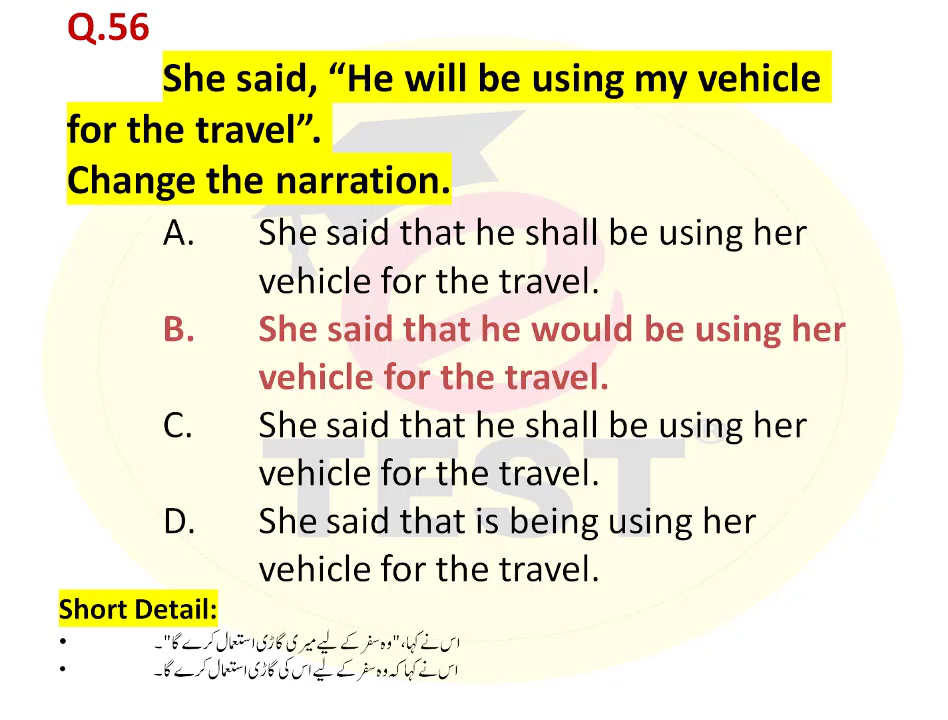 Q.56
She said, “He will be using my vehicle
for the travel”.
Change the narration.
A. She said that he shall be using her
vehicle for the travel.
B. She said that he would be using her
vehicle for the travel.
C. She said that he shall be using her
vehicle for the travel.
D. She said that is being using her
vehicle for the travel.
Short Detail:
• اس نے کہا، "وہ سفر کے لیے میری گاڑی استعمال کرے گا"۔
• اس نے کہا کہ وہ سفر کے لیے اس کی گاڑی استعمال کرے گا۔
e
TEST